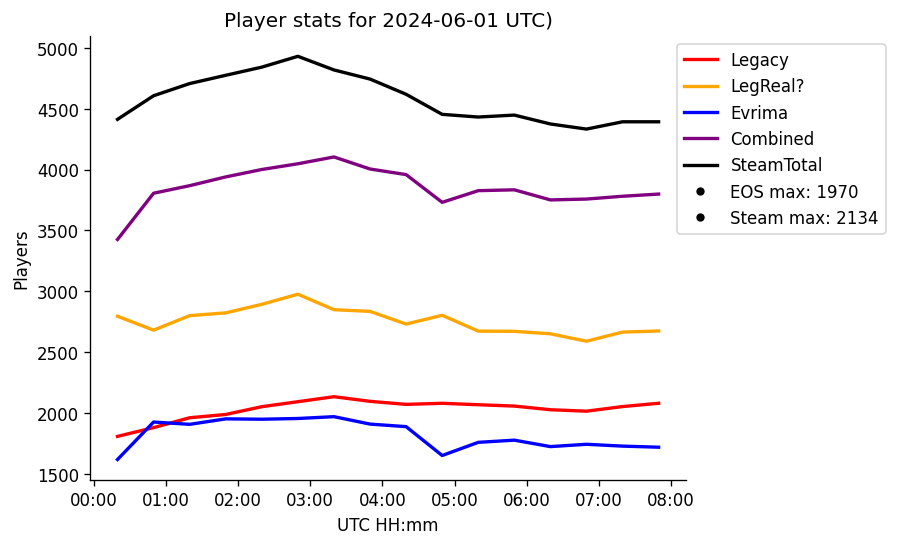 Player stats for 2024-06-01 UTC)
5000
4500
4000
3500
3000
2500
2000
1500
Players
00:00 01:00 02:00 03:00 04:00 05:00 06:00 07:00 08:00
UTC HH:mm
Legacy
LegReal?
Evrima
Combined
SteamTotal
EOS max: 1970
Steam max: 2134